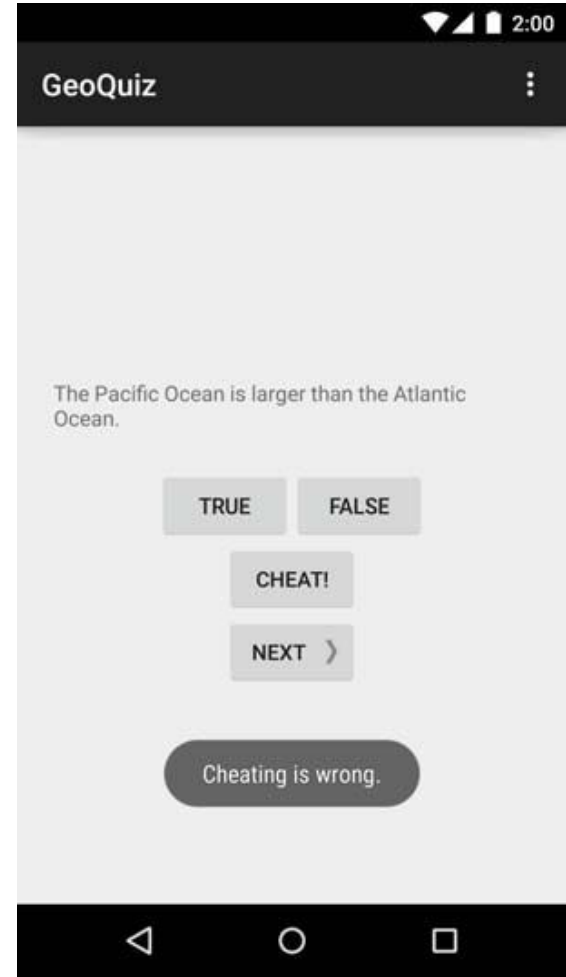 2:00
GeoQuiz
The Pacific Ocean is larger than the Atlantic
Ocean.
TRUE FALSE
CHEAT!
NEXT
Cheating is wrong.